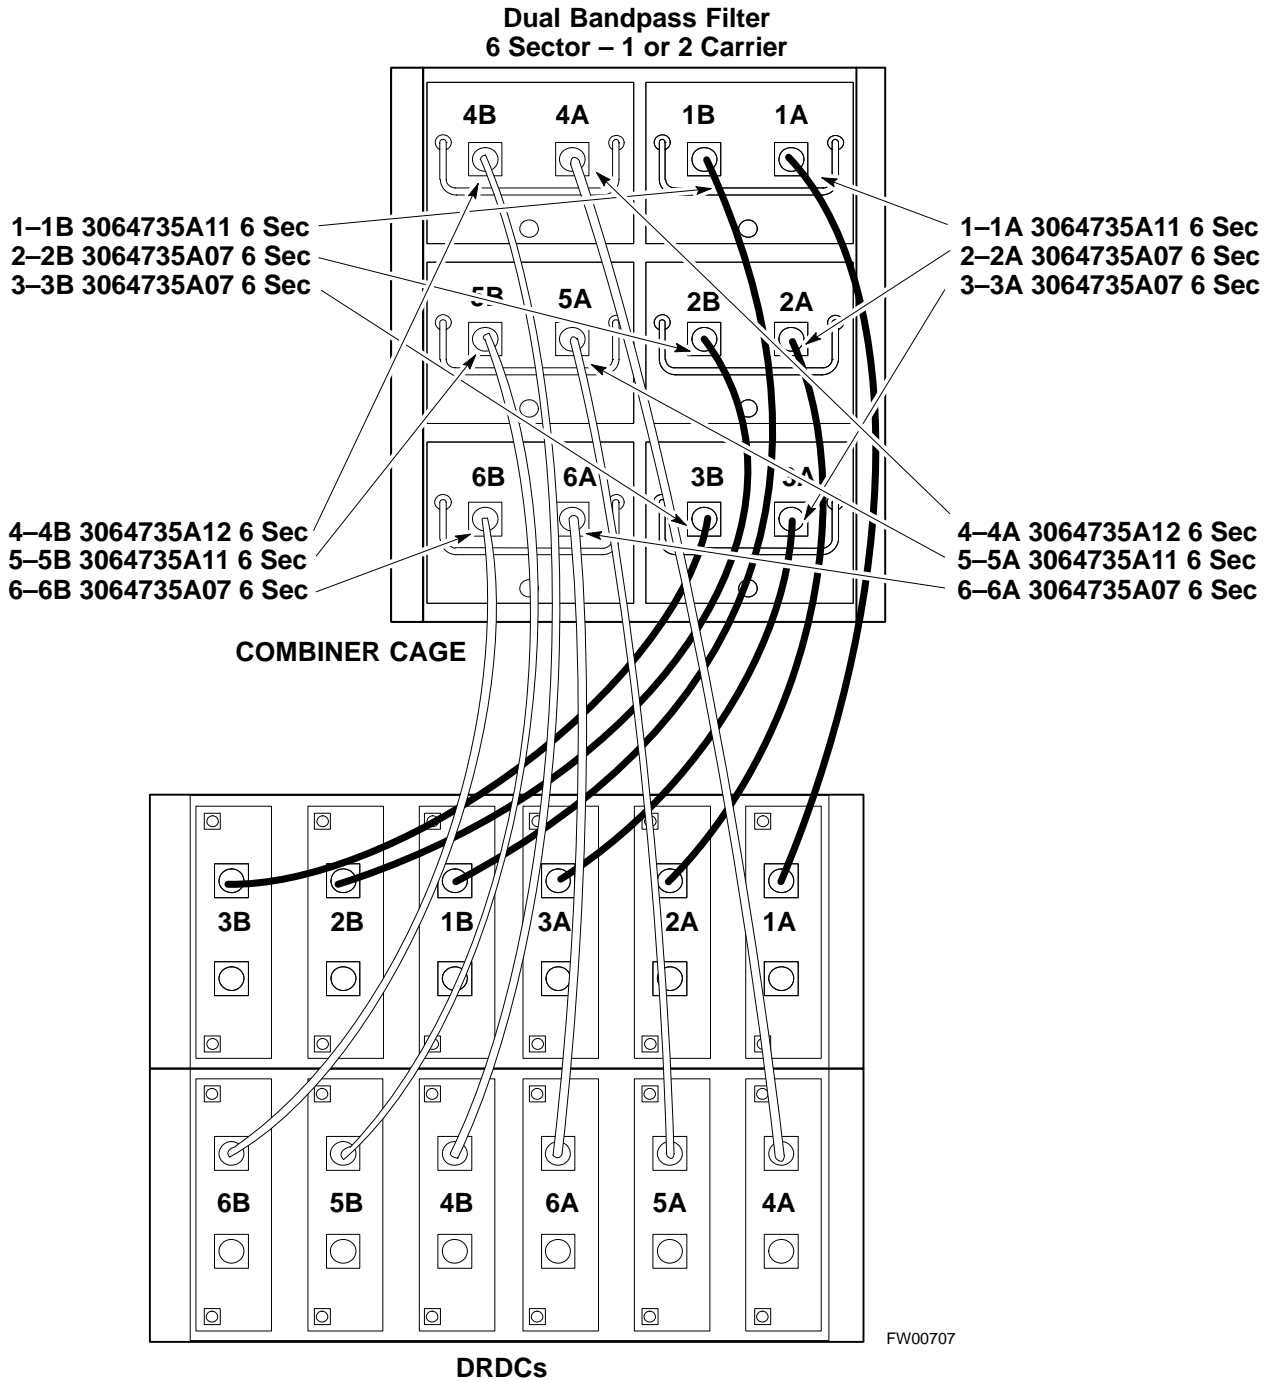 Dual Bandpass Filter
6 Sector – 1 or 2 Carrier
4B 4A 1B 1A
1–1B 3064735A11 6 Sec
2–2B 3064735A07 6 Sec
3–3B 3064735A07 6 Sec
1–1A 3064735A11 6 Sec
2–2A 3064735A07 6 Sec
3–3A 3064735A07 6 Sec
5B 5A 2B 2A
6B 6A 3B 3A
4–4B 3064735A12 6 Sec
5–5B 3064735A11 6 Sec
6–6B 3064735A07 6 Sec
4–4A 3064735A12 6 Sec
5–5A 3064735A11 6 Sec
6–6A 3064735A07 6 Sec
COMBINER CAGE
3B 2B 1B 3A 2A 1A
6B 5B 4B 6A 5A 4A
FW00707
DRDCs